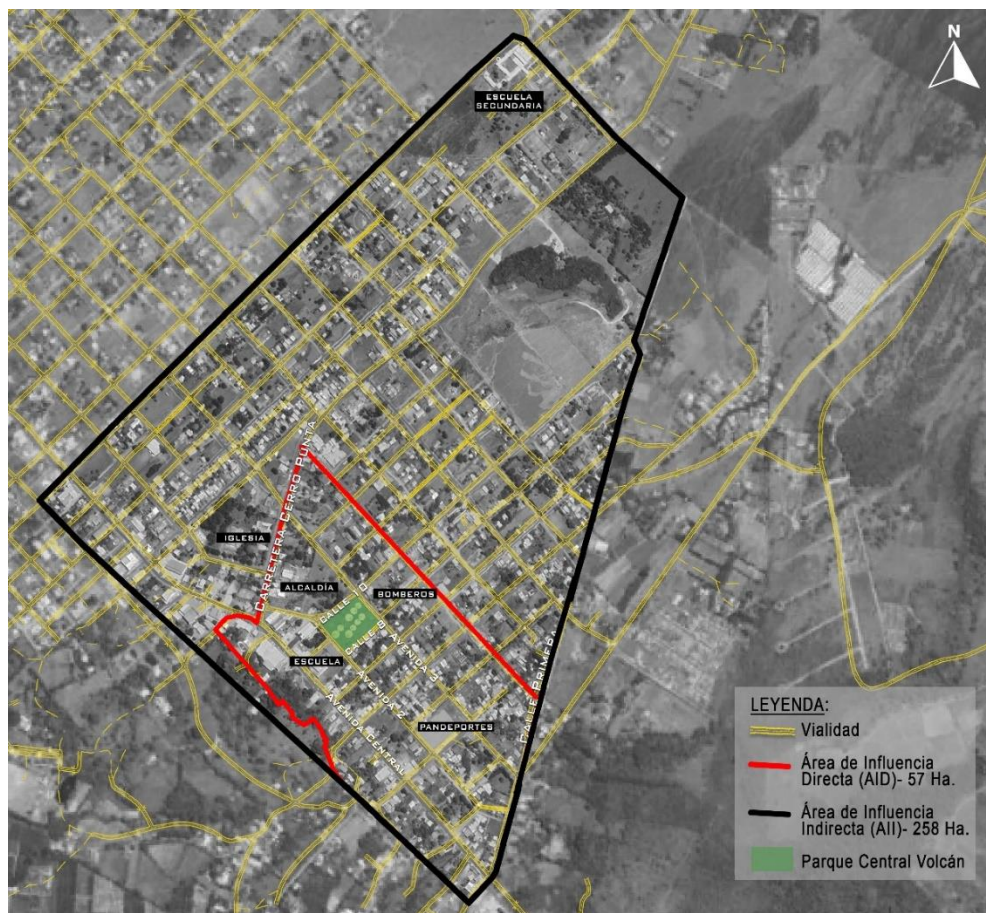 N
ESCUELA
SECUNDARIA
CARRETERA CERRO PUNTA
IGLESIA
ALCALDÍA
CALLE 1 B
BOMBEROS
CALLE B
AVENIDA 3
ESCUELA
AVENIDA 2
AVENIDA CENTRAL
PANDEPORTES
CALLE PRIMERA
LEYENDA:
Vialidad
Área de Influencia
Directa (AID)- 57 Ha.
Área de Influencia
Indirecta (AII)- 258 Ha.
Parque Central Volcán